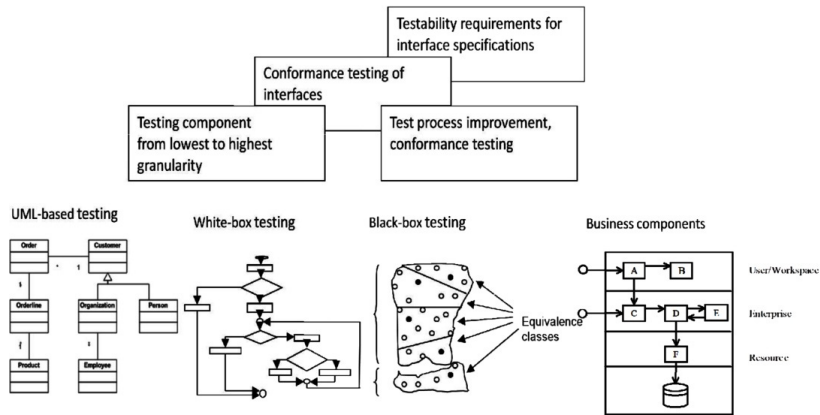 Testability requirements for
interface specifications
Conformance testing of
interfaces
Testing component
from lowest to highest
granularity
Test process improvement,
conformance testing
UML-based testing
White-box testing
Black-box testing
Business components
Order
Customer
*
1
Orderline
Organization
Person
Product
Employee
Equivalence
classes
A
B
User/Workspace
C
D
E
Enterprise
F
Resource